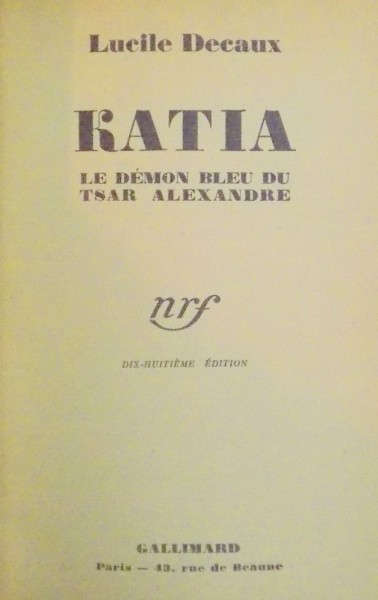 Lucile Decaux
KATIA
LE DÉMON BLEU DU
TSAR ALEXANDRE
nrf
DIX-HUITIÈME ÉDITION
GALLIMARD
Paris — 43, rue de Beaune